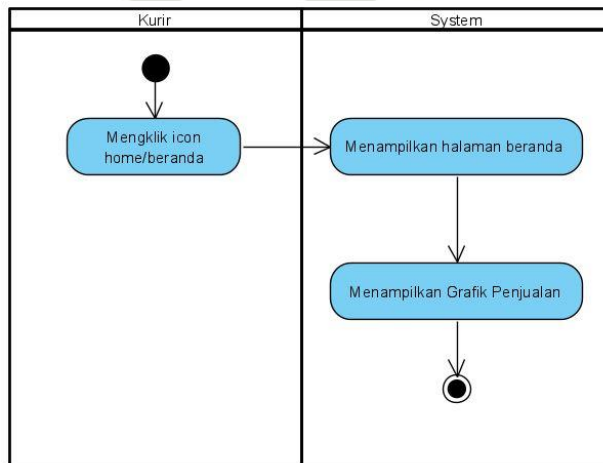 Kurir
System
Mengklik icon
home/beranda
Menampilkan halaman beranda
Menampilkan Grafik Penjualan